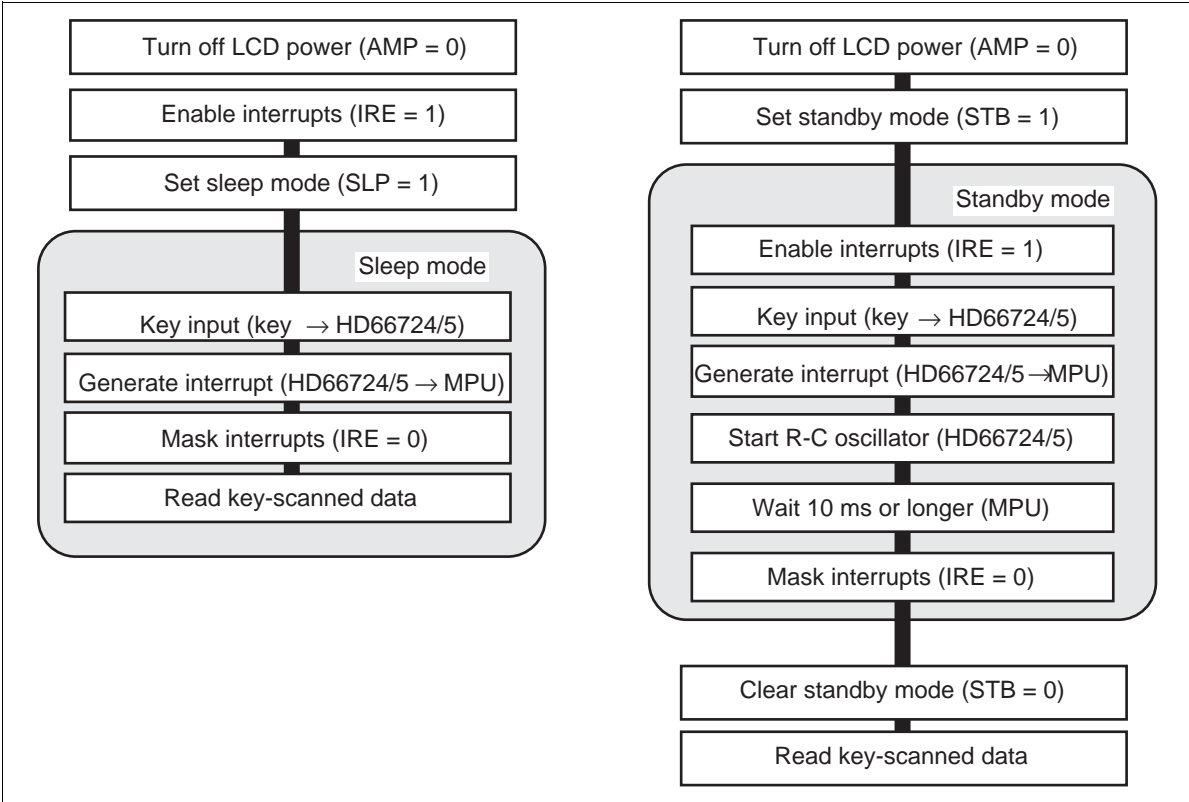 Turn off LCD power (AMP = 0)
Enable interrupts (IRE = 1)
Set sleep mode (SLP = 1)
Sleep mode
Key input (key → HD66724/5)
Generate interrupt (HD66724/5 → MPU)
Mask interrupts (IRE = 0)
Read key-scanned data
Turn off LCD power (AMP = 0)
Set standby mode (STB = 1)
Standby mode
Enable interrupts (IRE = 1)
Key input (key → HD66724/5)
Generate interrupt (HD66724/5 →MPU)
Start R-C oscillator (HD66724/5)
Wait 10 ms or longer (MPU)
Mask interrupts (IRE = 0)
Clear standby mode (STB = 0)
Read key-scanned data